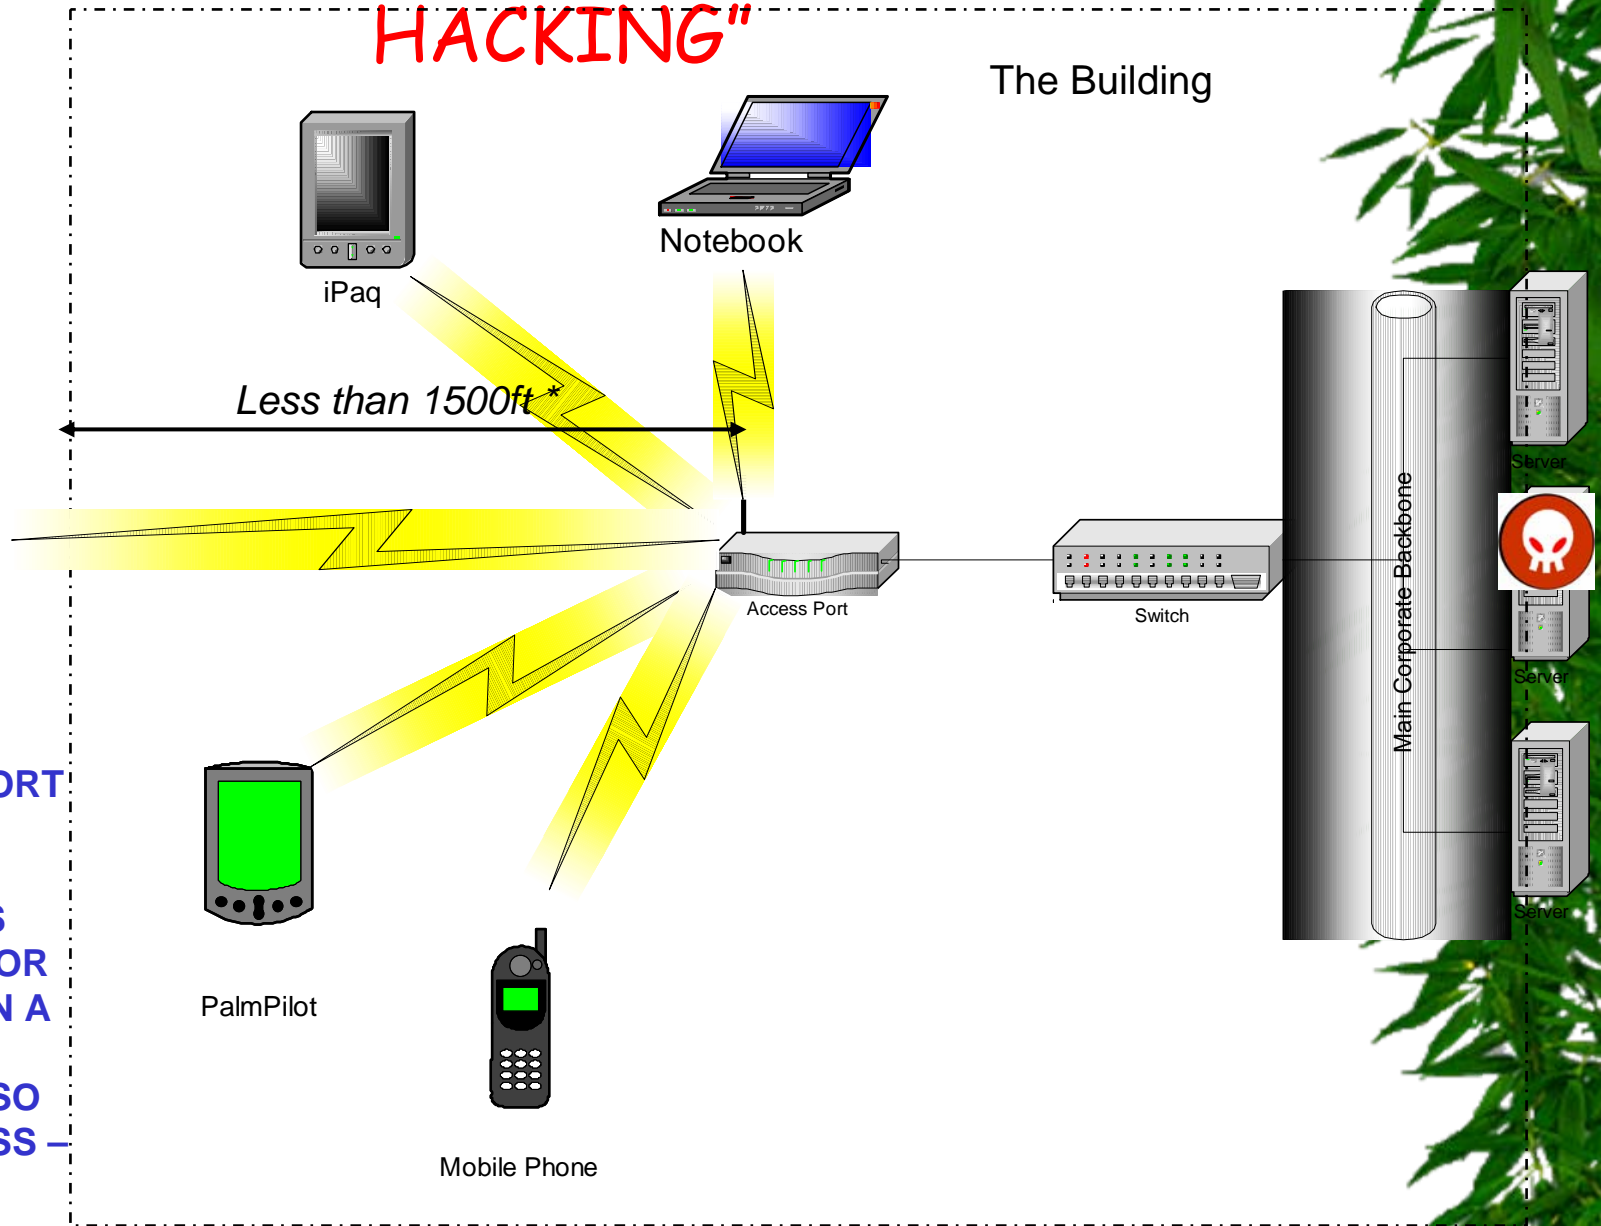 HACKING"
The Building
Notebook
iPaq
Less than 1500ft *
Server
Main Corporate Backbone
Access Port
Switch
Server
ORT
S
OR
N A
SO
SS –
PalmPilot
Server
Mobile Phone